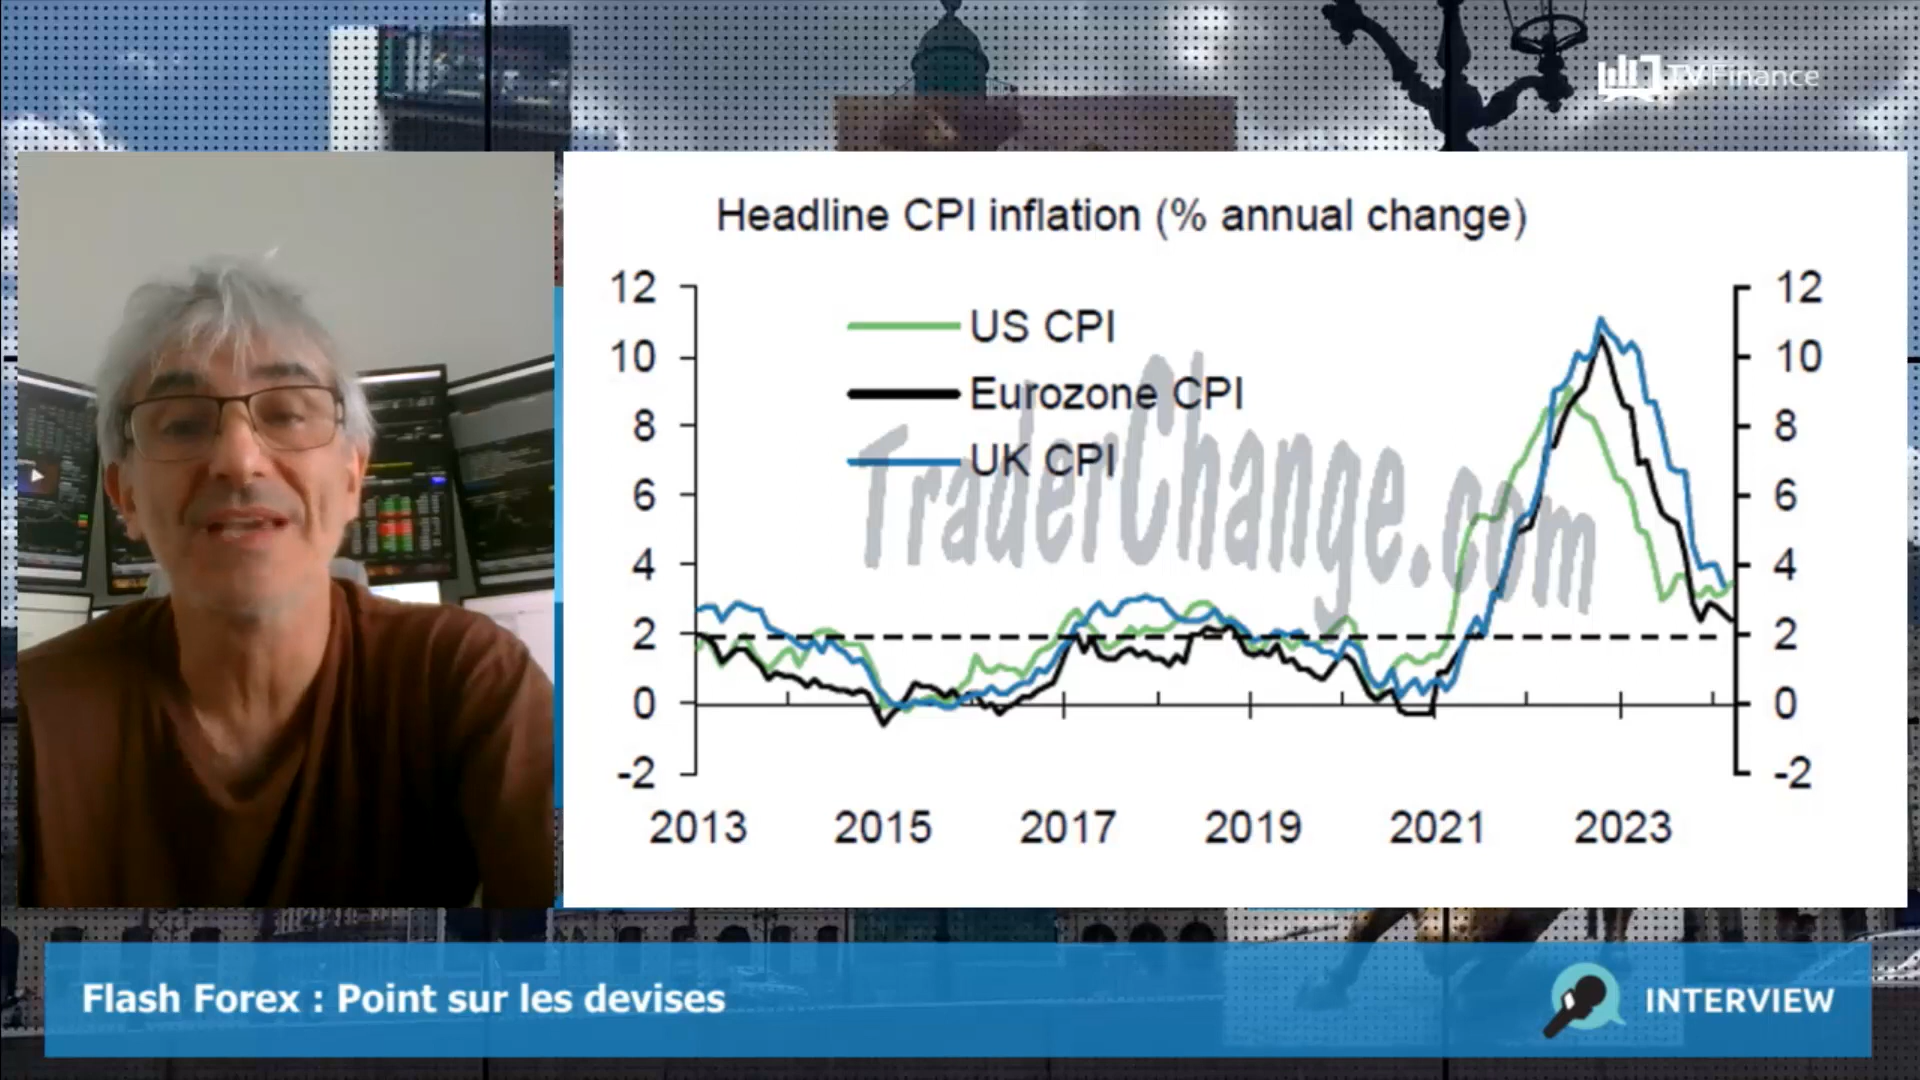 TV Finance
Headline CPI inflation (% annual change)
12
10
8
6
4
2
0
-2
US CPI
Eurozone CPI
UK CPI
TraderChange.com
12
10
8
6
4
2
0
-2
2013 2015 2017 2019 2021 2023
Flash Forex : Point sur les devises
INTERVIEW